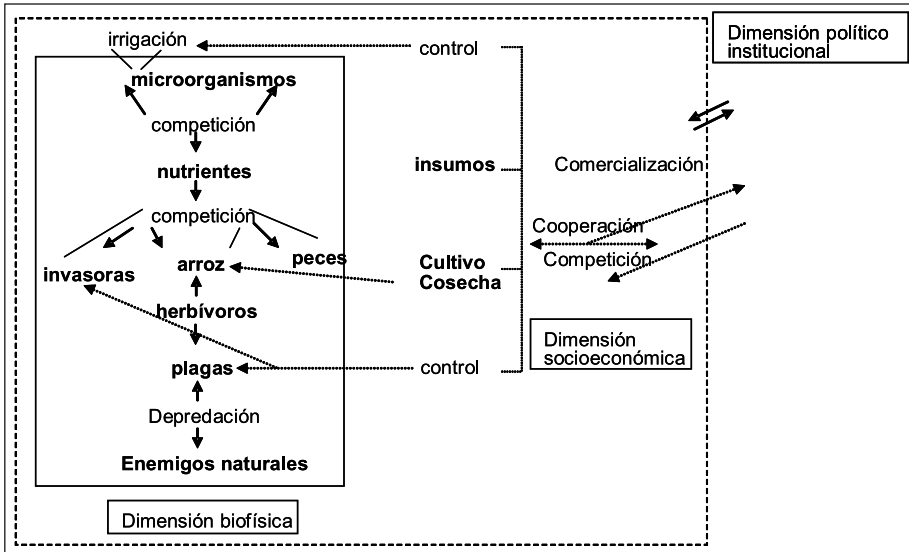 irrigación
control
Dimensión político
institucional
microorganismos
competición
nutrientes
insumos
Comercialización
competición
Cooperación
Competición
invasoras
arroz
peces
Cultivo
Cosecha
herbívoros
Dimensión
socioeconómica
plagas
control
Depredación
Enemigos naturales
Dimensión biofísica